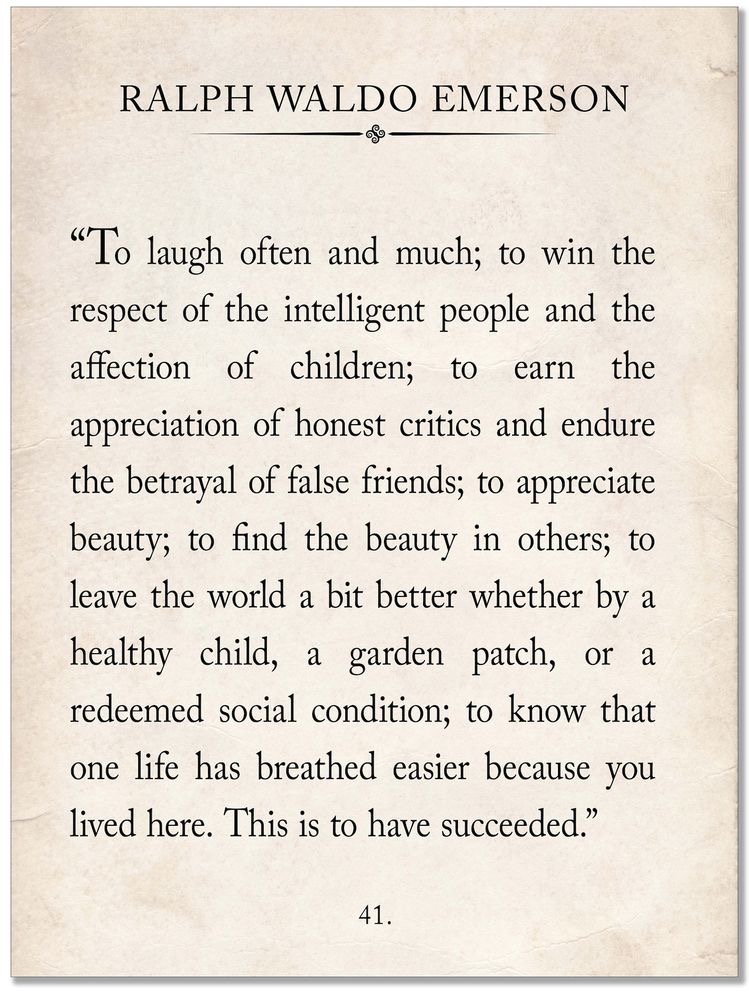 RALPH WALDO EMERSON
“To laugh often and much; to win the
respect of the intelligent people and the
affection of children; to earn the
appreciation of honest critics and endure
the betrayal of false friends; to appreciate
beauty; to find the beauty in others; to
leave the world a bit better whether by a
healthy child, a garden patch, or a
redeemed social condition; to know that
one life has breathed easier because you
lived here. This is to have succeeded.”
41.